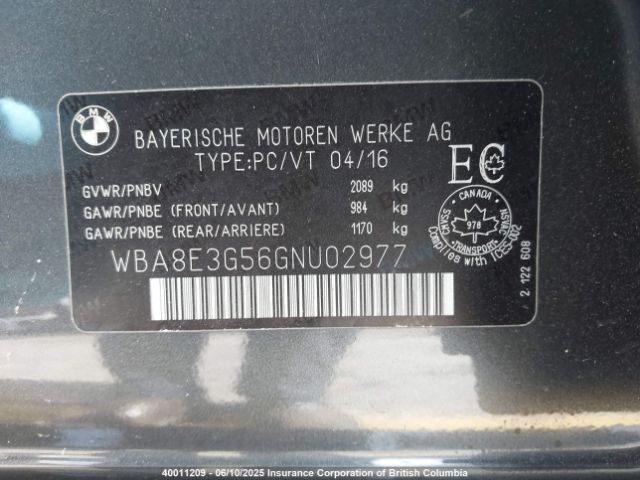 BMW
BAYERISCHE MOTOREN WERKE AG
TYPE:PC/VT 04/16
EC
GVWR/PNBV 2089 kg
GAWR/PNBE (FRONT/AVANT) 984 kg
GAWR/PNBE (REAR/ARRIERE) 1170 kg
CANADA
978
TRANSPORT
Complies with ICES-002
WBA8E3G56GNU02977
2 122 608
40011209 - 06/10/2025 Insurance Corporation of British Columbia